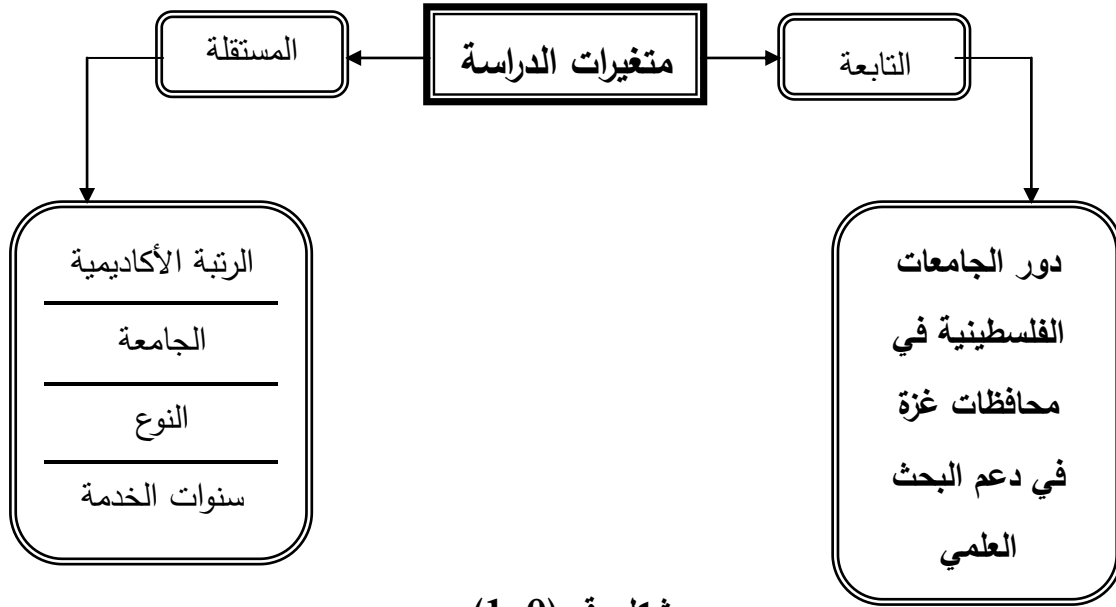 متغيرات الدراسة
التابعة
المستقلة
دور الجامعات
الفلسطينية في
محافظات غزة
في دعم البحث
العلمي
الرتبة الأكاديمية
الجامعة
النوع
سنوات الخدمة